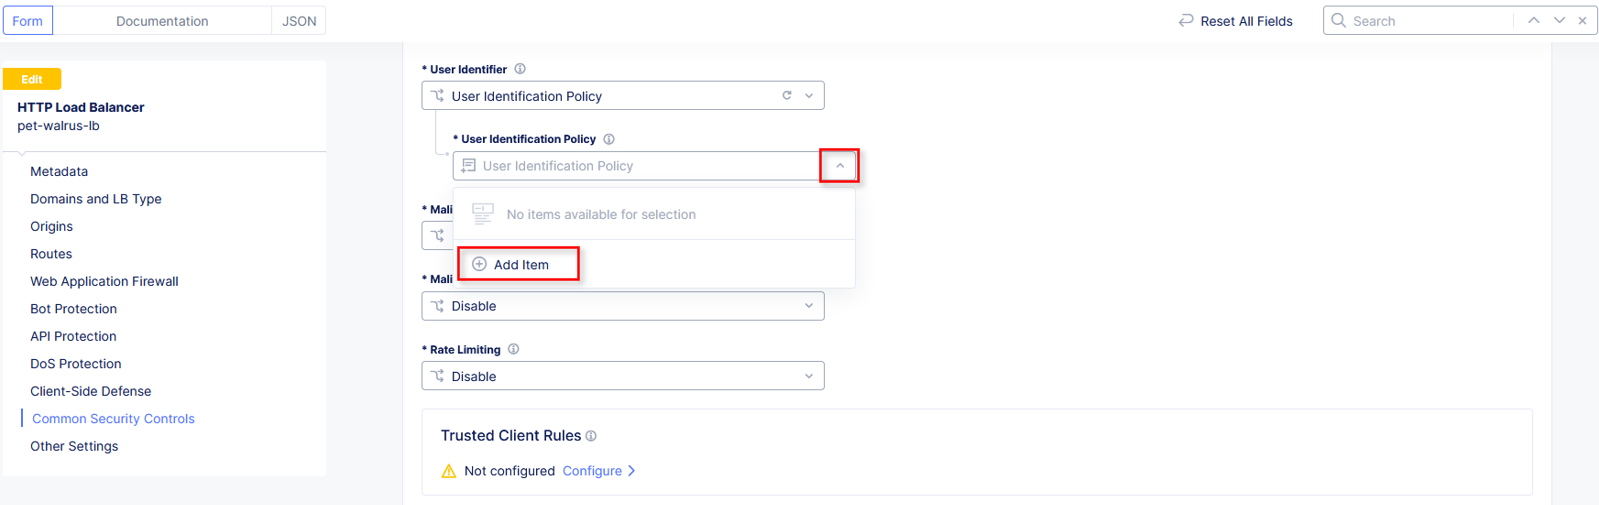 Form
Documentation
JSON
Reset All Fields
Search
Edit
HTTP Load Balancer
pet-walrus-lb
Metadata
Domains and LB Type
Origins
Routes
Web Application Firewall
Bot Protection
API Protection
DoS Protection
Client-Side Defense
Common Security Controls
Other Settings
* User Identifier
User Identification Policy
* User Identification Policy
User Identification Policy
No items available for selection
* Mali
Add Item
* Mali
Disable
* Rate Limiting
Disable
Trusted Client Rules
Not configured Configure